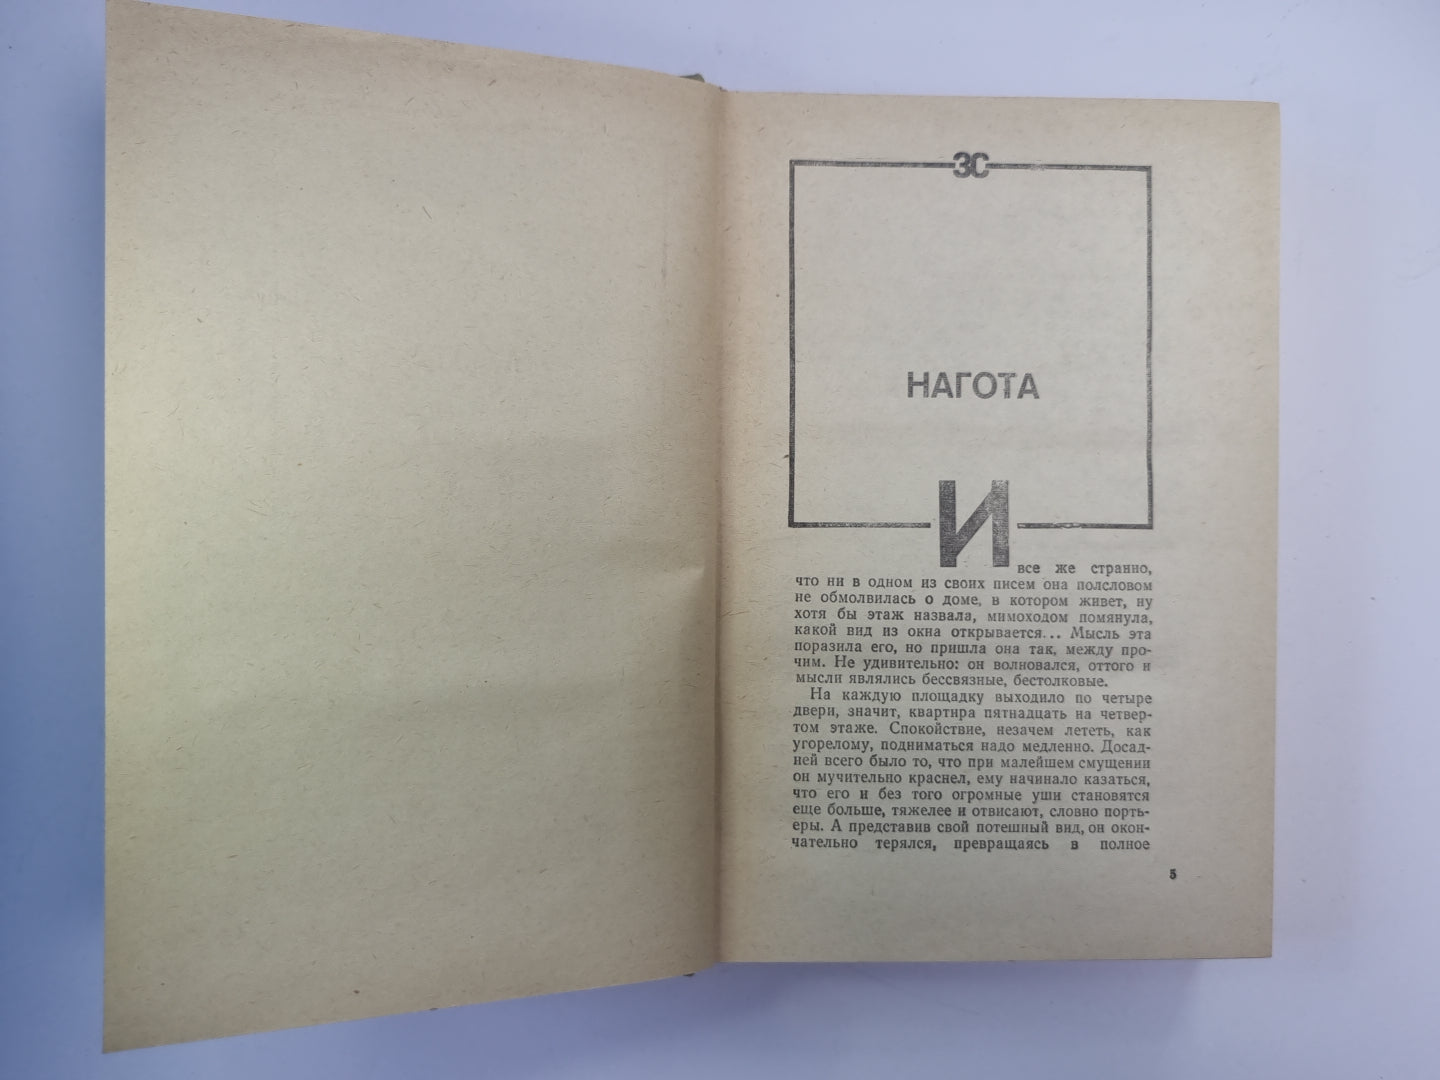 ЗС
НАГОТА
И все же странно,
что ни в одном из своих писем она полсловом
не обмолвилась о доме, в котором живет, ну
хотя бы этаж назвала, мимоходом помянула,
какой вид из окна открывается... Мысль эта
поразила его, но пришла она так, между про-
чим. Не удивительно: он волновался, оттого и
мысли являлись бессвязные, бестолковые.
На каждую площадку выходило по четыре
двери, значит, квартира пятнадцать на четвер-
том этаже. Спокойствие, незачем лететь, как
угорелому, подниматься надо медленно. Досад-
ней всего было то, что при малейшем смущении
он мучительно краснел, ему начинало казаться,
что его и без того огромные уши становятся
еще больше, тяжелее и отвисают, словно порть-
еры. А представив свой потешный вид, он окон-
чательно терялся, превращаясь в полное
5